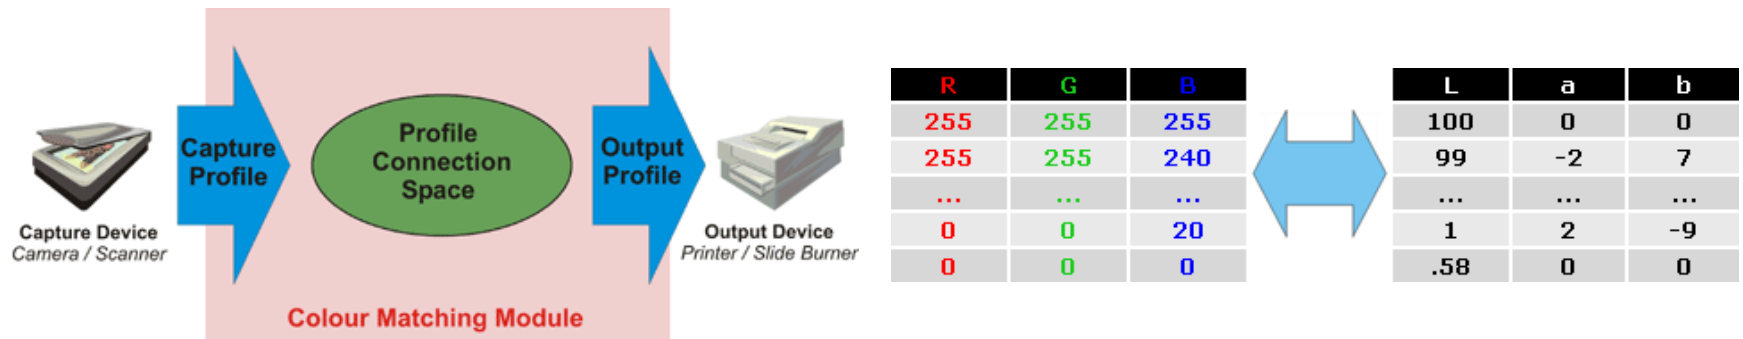 Capture
Profile
Profile
Connection
Space
Output
Profile
Capture Device
Camera / Scanner
Output Device
Printer / Slide Burner
Colour Matching Module
R G B
255 255 255
255 255 240
... ... ...
0 0 20
0 0 0
L a b
100 0 0
99 -2 7
... ... ...
1 2 -9
.58 0 0